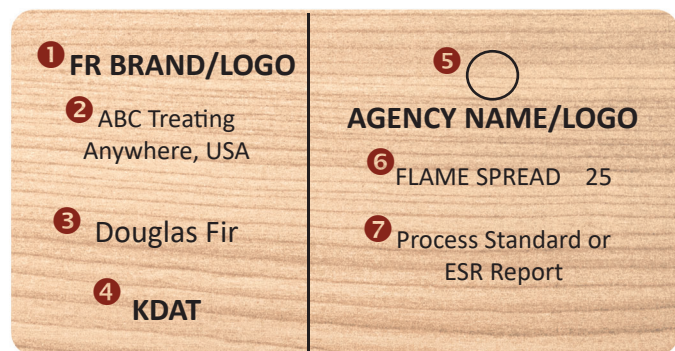 1 FR BRAND/LOGO
2 ABC Treating
Anywhere, USA
3 Douglas Fir
4 KDAT
5
AGENCY NAME/LOGO
6 FLAME SPREAD 25
7 Process Standard or
ESR Report